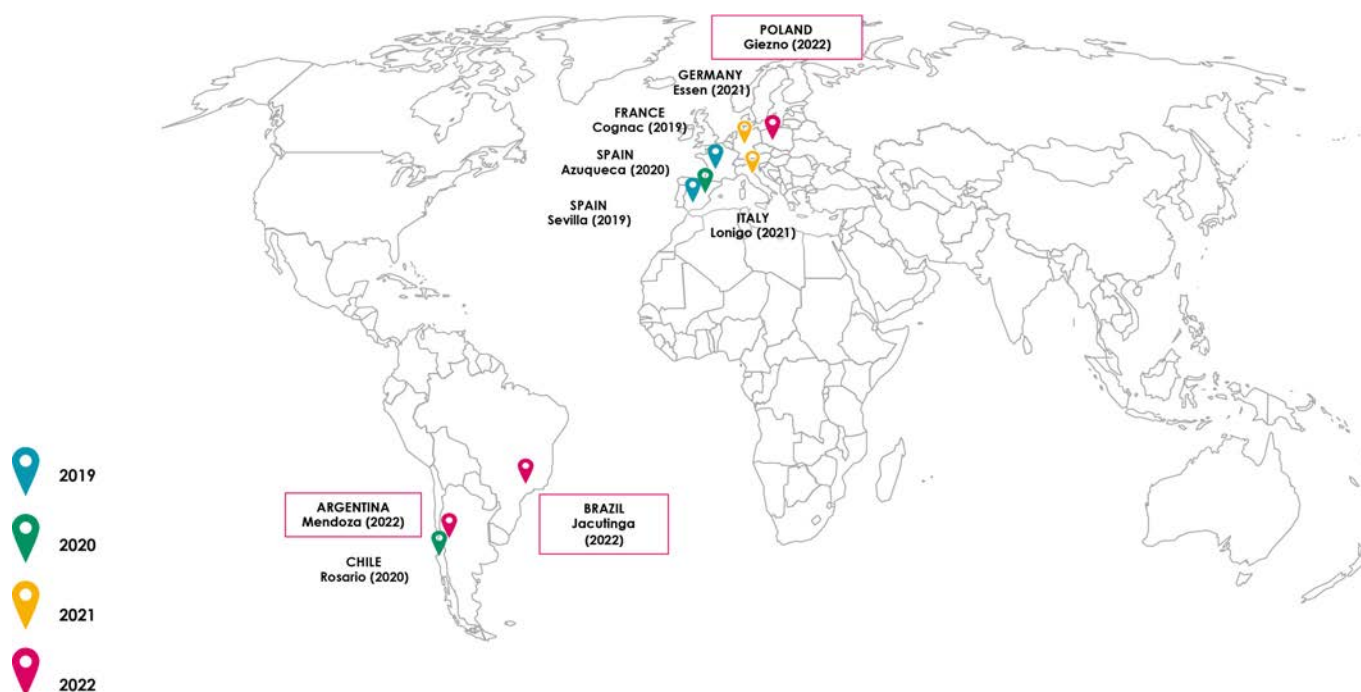 POLAND
Giezno (2022)
GERMANY
Essen (2021)
FRANCE
Cognac (2019)
SPAIN
Azuqueca (2020)
SPAIN
Sevilla (2019)
ITALY
Lonigo (2021)
ARGENTINA
Mendoza (2022)
BRAZIL
Jacutinga
(2022)
CHILE
Rosario (2020)
2019
2020
2021
2022